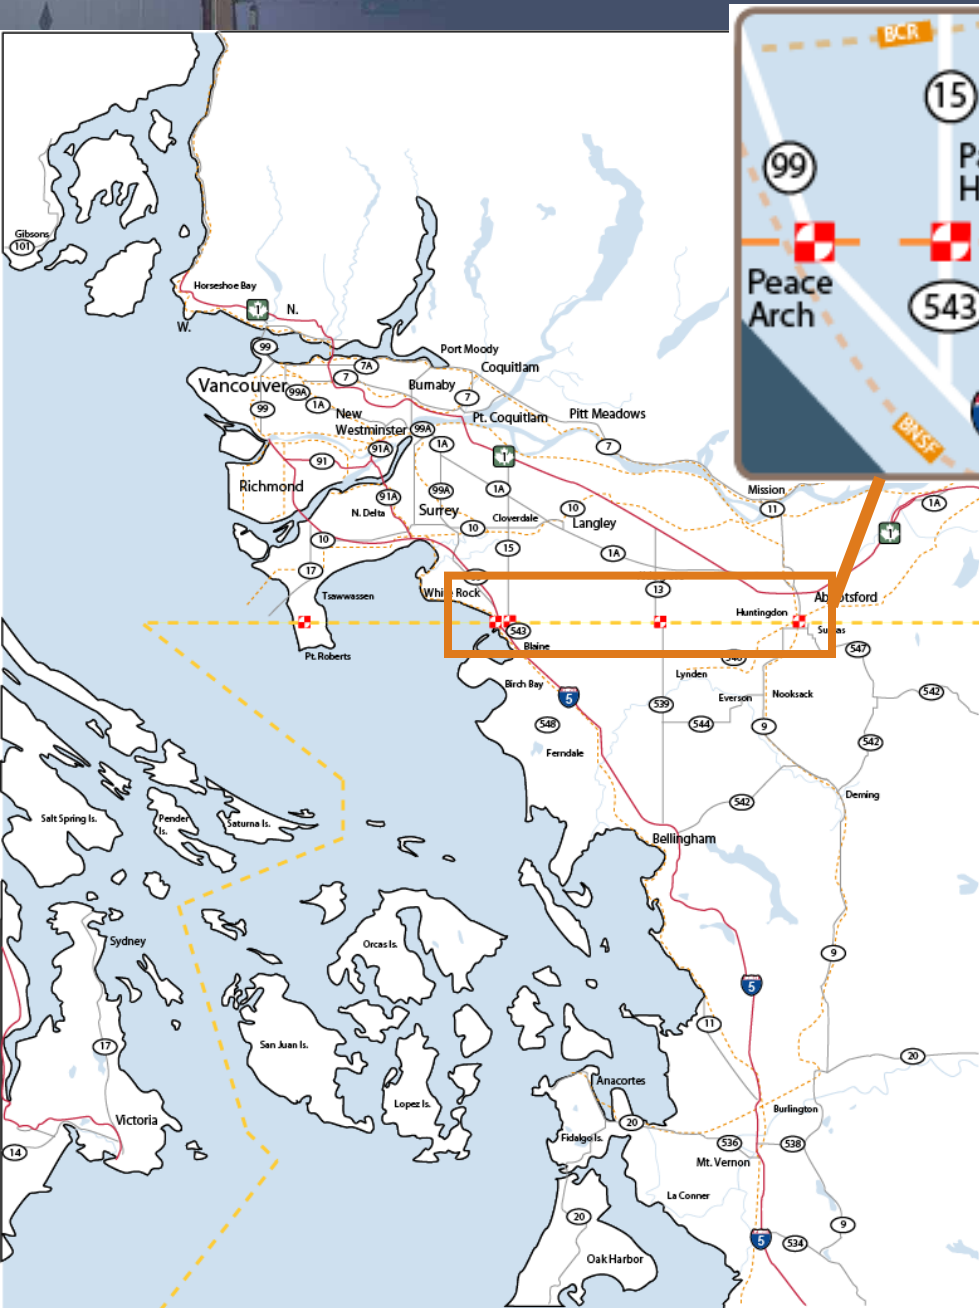 BCR
15
99
Pa
H
Peace
Arch
543
BNSF
Gibsons
101
Horseshoe Bay
1
N.
W.
99
Port Moody
Coquitlam
7A
7
Vancouver
99A
Burnaby
7
99
1A
New
Westminster
99A
Pt. Coquitlam
Pitt Meadows
7
91A
1A
1
91
Richmond
91A
99A
1A
Mission
11
1A
N. Delta
Surrey
Cloverdale
10
Langley
10
1
10
15
1A
17
13
White Rock
Tsawwassen
Abbotsford
Huntingdon
543
Sumas
Blaine
547
Pt. Roberts
546
Lynden
Birch Bay
5
Everson
Nooksack
542
539
548
544
9
542
Ferndale
542
Deming
Salt Spring Is.
Pender
Is.
Saturna Is.
Bellingham
Sydney
Orcas Is.
9
5
11
17
San Juan Is.
20
Anacortes
Lopez Is.
Burlington
Victoria
20
Fidalgo Is.
536
538
14
Mt. Vernon
La Conner
20
9
5
534
Oak Harbor